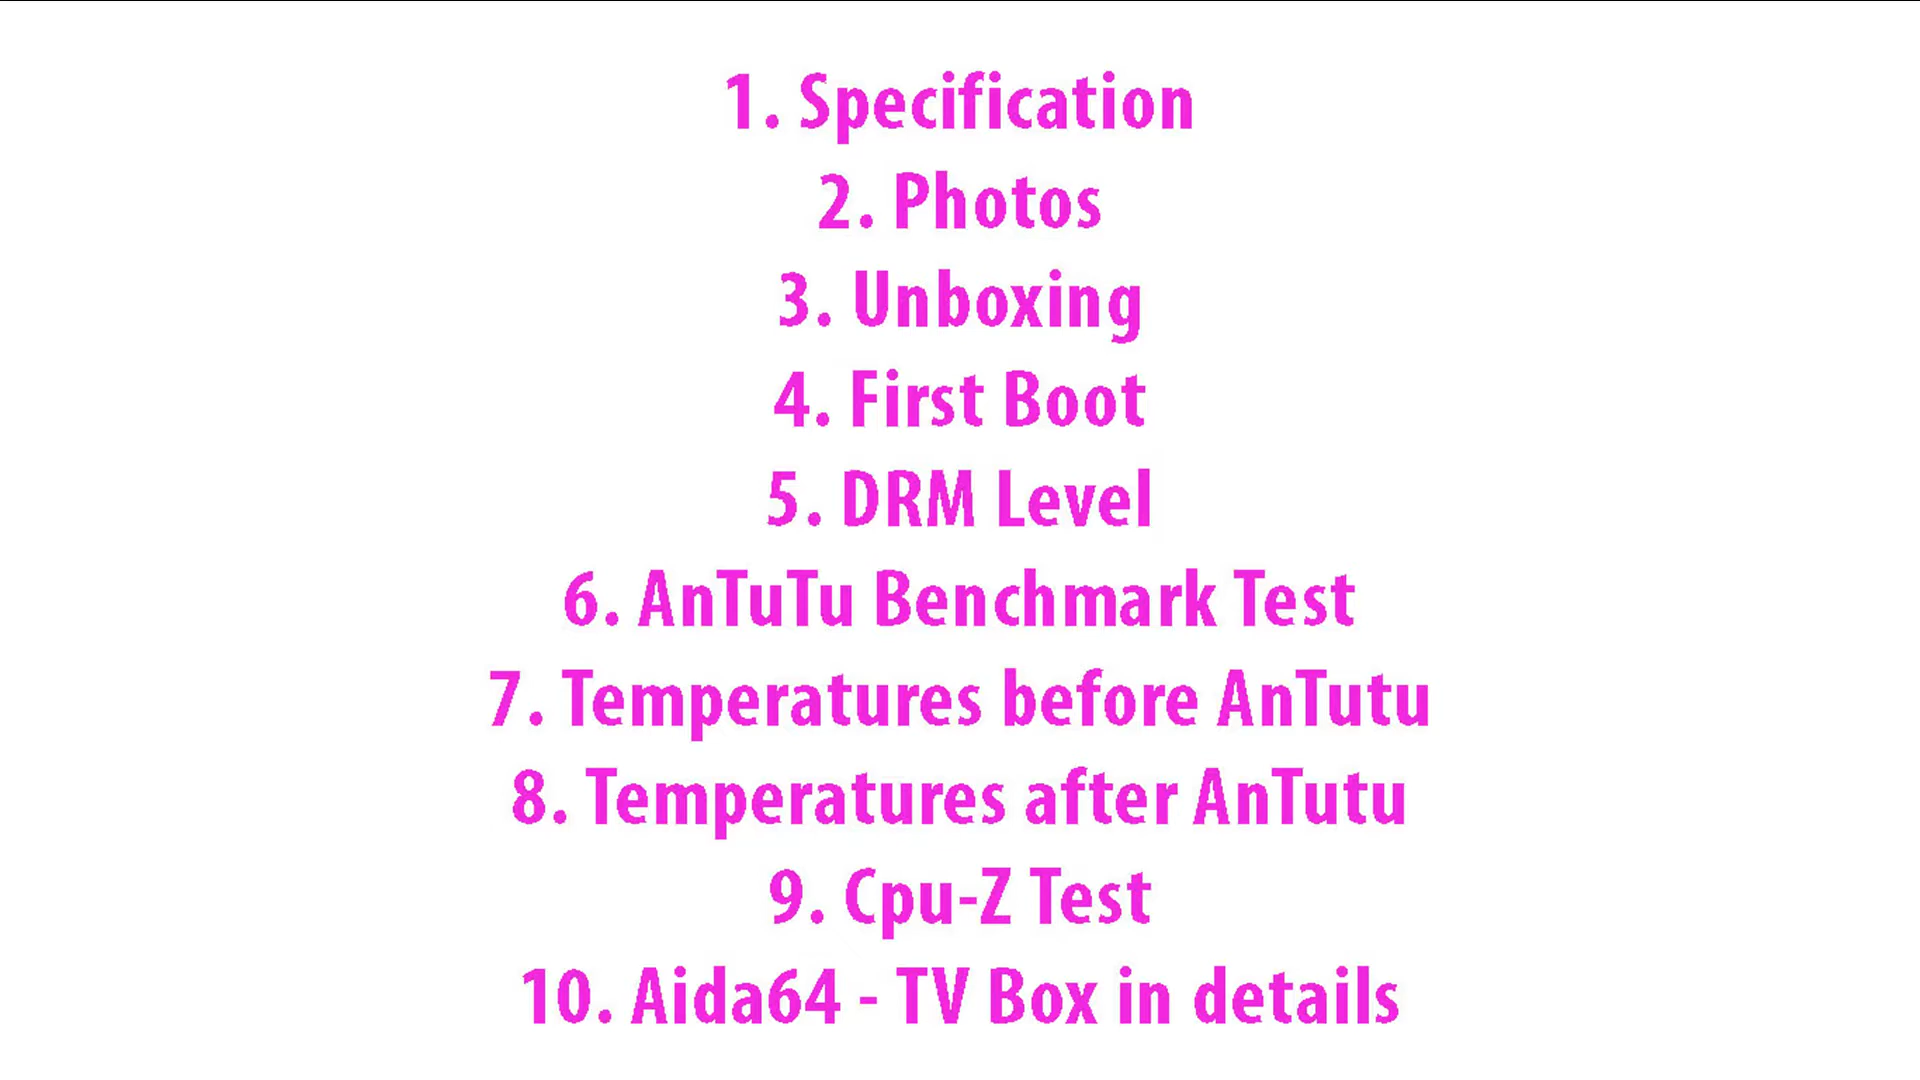 1. Specification
2. Photos
3. Unboxing
4. First Boot
5. DRM Level
6. AnTuTu Benchmark Test
7. Temperatures before AnTutu
8. Temperatures after AnTutu
9. Cpu-Z Test
10. Aida64 - TV Box in details